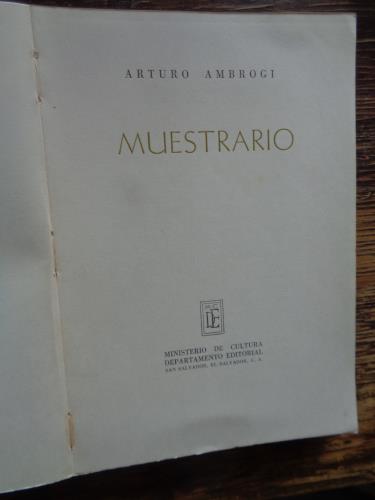 ARTURO AMBROGI
MUESTRARIO
DE
MINISTERIO DE CULTURA
DEPARTAMENTO EDITORIAL
SAN SALVADOR, EL SALVADOR, C. A.